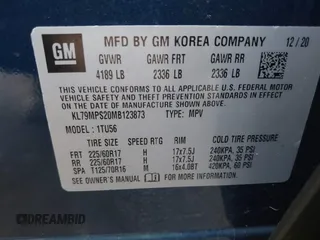 GM MFD BY GM KOREA COMPANY 12/20
GVWR GAWR FRT GAWR RR
4189 LB 2336 LB 2336 LB
THIS VEHICLE CONFORMS TO ALL APPLICABLE U.S. FEDERAL MOTOR
VEHICLE SAFETY, BUMPER, AND THEFT PREVENTION STANDARDS
IN EFFECT ON THE DATE OF MANUFACTURE SHOWN ABOVE.
KL79MPS20MB123873 TYPE: MPV
MODEL: 1TU56
TIRE SIZE SPEED RTG RIM COLD TIRE PRESSURE
FRT 225/60R17 H 17x7.5J 240KPA, 35 PSI
RR 225/60R17 H 17x7.5J 240KPA, 35 PSI
SPA T125/70R16 M 16x4.0BT 420KPA, 60 PSI
SEE OWNER'S MANUAL FOR ADDITIONAL INFORMATION.
© DREAMBID